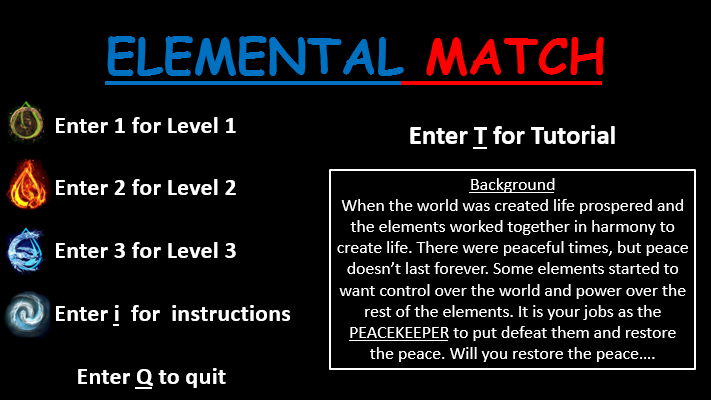 ELEMENTAL MATCH
Enter 1 for Level 1
Enter 2 for Level 2
Enter 3 for Level 3
Enter i for instructions
Enter Q to quit
Enter T for Tutorial
Background
When the world was created life prospered and
the elements worked together in harmony to
create life. There were peaceful times, but peace
doesn’t last forever. Some elements started to
want control over the world and power over the
rest of the elements. It is your jobs as the
PEACEKEEPER to put defeat them and restore
the peace. Will you restore the peace....